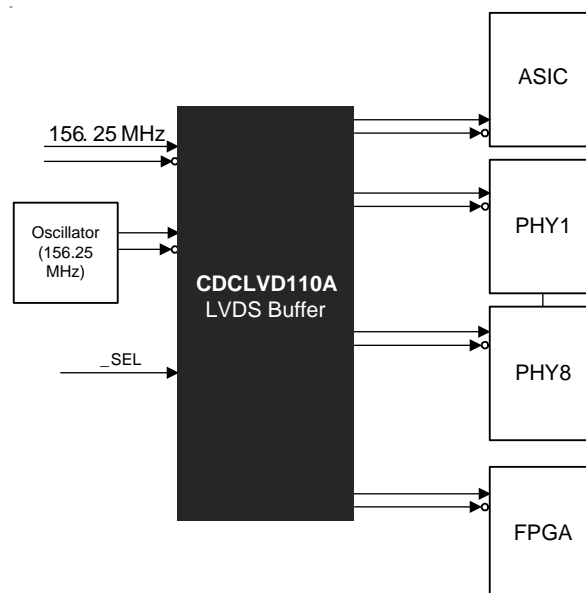 ASIC
156. 25 MHz
PHY1
Oscillator
(156.25
MHz)
CDCLVD110A
LVDS Buffer
_SEL
PHY8
FPGA